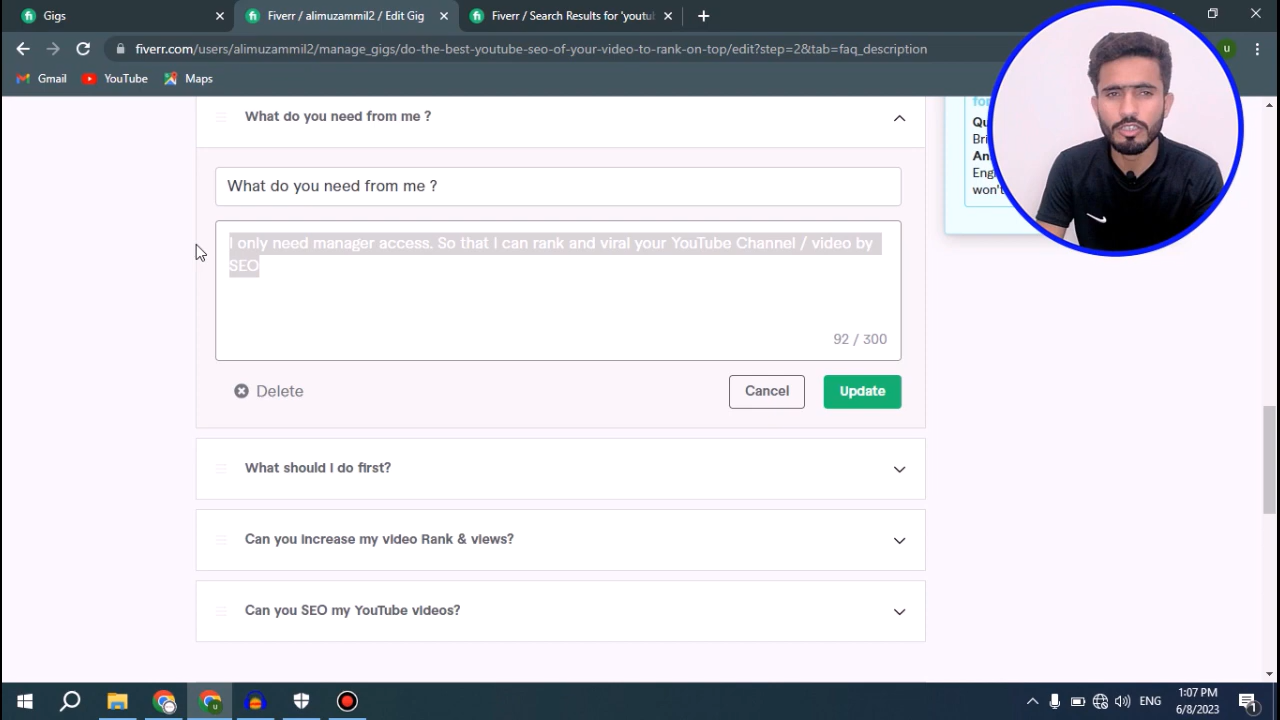 Gigs
Fiverr / alimuzammil2 / Edit Gig
Fiverr / Search Results for 'youtub
fiverr.com/users/alimuzammil2/manage_gigs/do-the-best-youtube-seo-of-your-video-to-rank-on-top/edit?step=2&tab=faq_description
u
Gmail
YouTube
Maps
What do you need from me ?
What do you need from me ?
I only need manager access. So that I can rank and viral your YouTube Channel / video by
SEO
92 / 300
Delete
Cancel
Update
What should I do first?
Can you increase my video Rank & views?
Can you SEO my YouTube videos?
for
Qu
Bri
An
Engl
won't
ENG
1:07 PM
6/8/2023
1